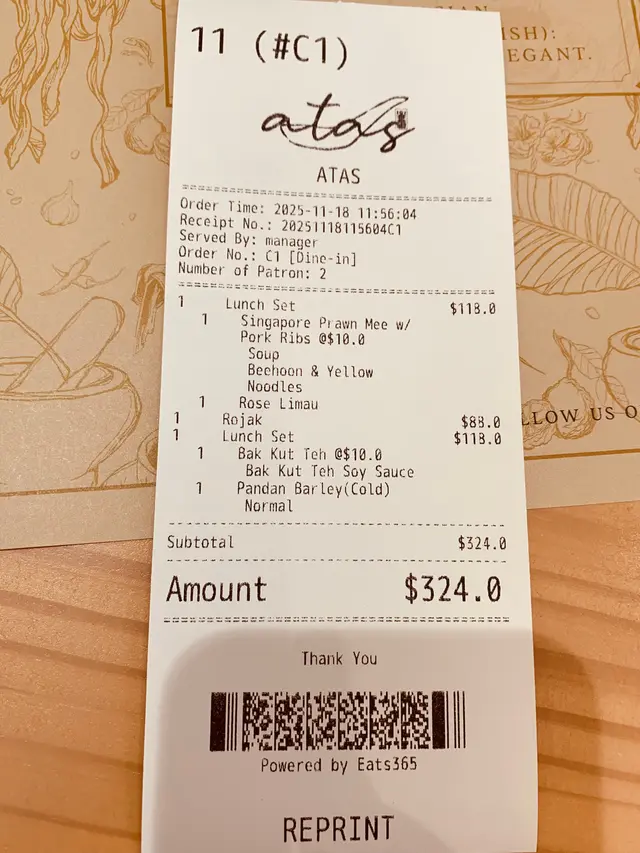 SIAN
ISH):
EGANT.
11 (#C1)
atas
ATAS
Order Time: 2025-11-18 11:56:04
Receipt No.: 20251118115604C1
Served By: manager
Order No.: C1 [Dine-in]
Number of Patron: 2
1 Lunch Set $118.0
1 Singapore Prawn Mee w/
Pork Ribs @$10.0
Soup
Beehoon & Yellow
Noodles
1 Rose Limau
1 Rojak $88.0
1 Lunch Set $118.0
1 Bak Kut Teh @$10.0
Bak Kut Teh Soy Sauce
1 Pandan Barley(Cold)
Normal
LLOW US O
Subtotal $324.0
Amount $324.0
Thank You
Powered by Eats365
REPRINT